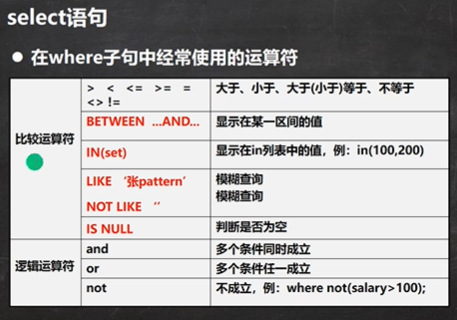 select语句
在where子句中经常使用的运算符
比较运算符
> < <= >= =
<> !=
大于、小于、大于(小于)等于、不等于
BETWEEN ...AND...
显示在某一区间的值
IN(set)
显示在in列表中的值，例：in(100,200)
LIKE ‘张pattern’
NOT LIKE ‘’
模糊查询
模糊查询
IS NULL
判断是否为空
逻辑运算符
and
多个条件同时成立
or
多个条件任一成立
not
不成立，例：where not(salary>100);